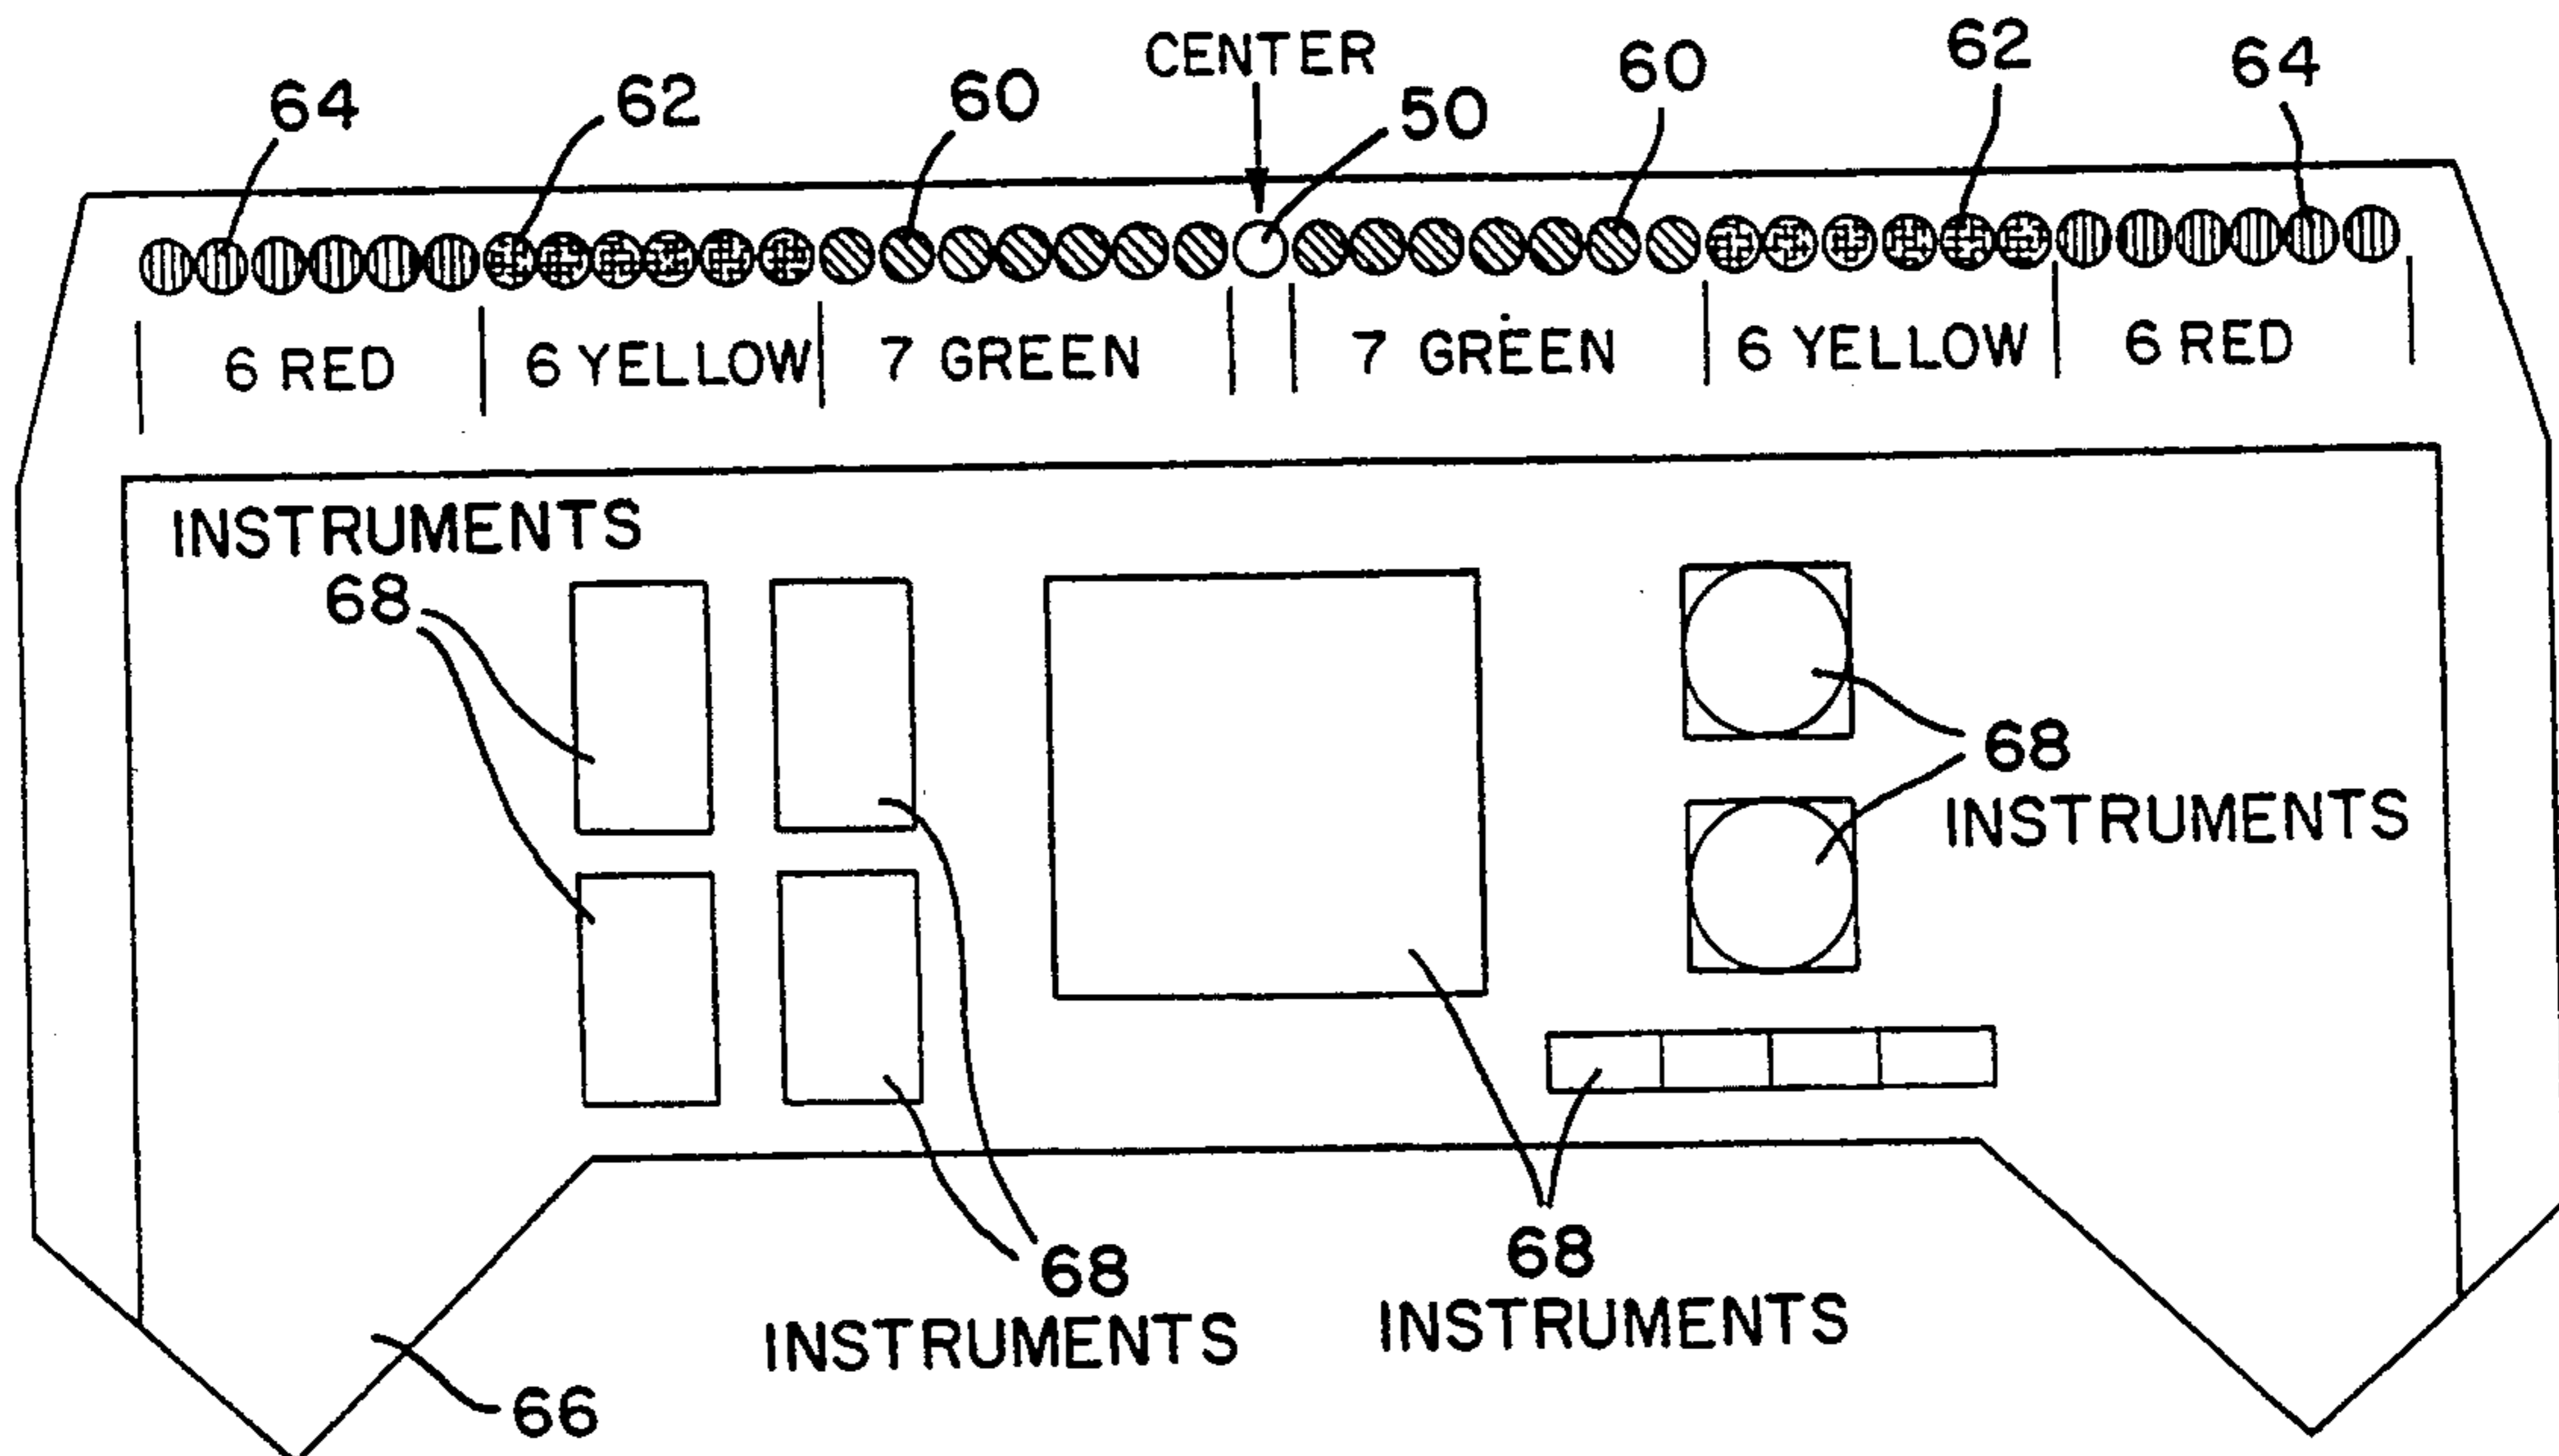 CENTER
64 62 60 50 60 62 64
6 RED 6 YELLOW 7 GREEN 7 GREEN 6 YELLOW 6 RED
INSTRUMENTS
68
68
INSTRUMENTS
68
INSTRUMENTS
68
INSTRUMENTS
66